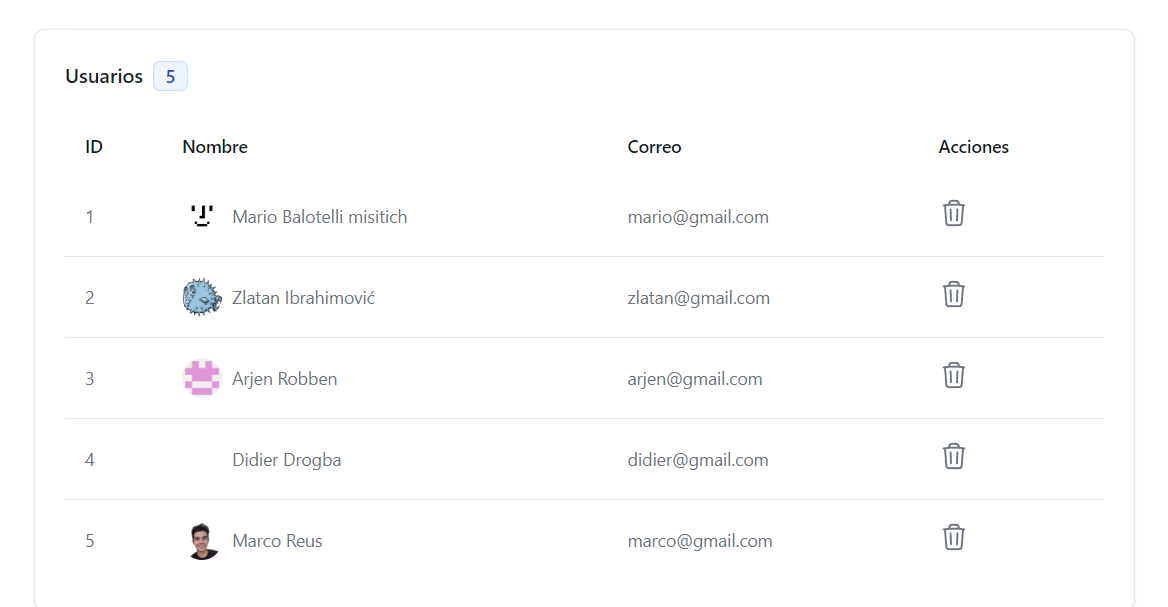 Usuarios 5
ID Nombre Correo Acciones
1 Mario Balotelli misitich mario@gmail.com
2 Zlatan Ibrahimović zlatan@gmail.com
3 Arjen Robben arjen@gmail.com
4 Didier Drogba didier@gmail.com
5 Marco Reus marco@gmail.com